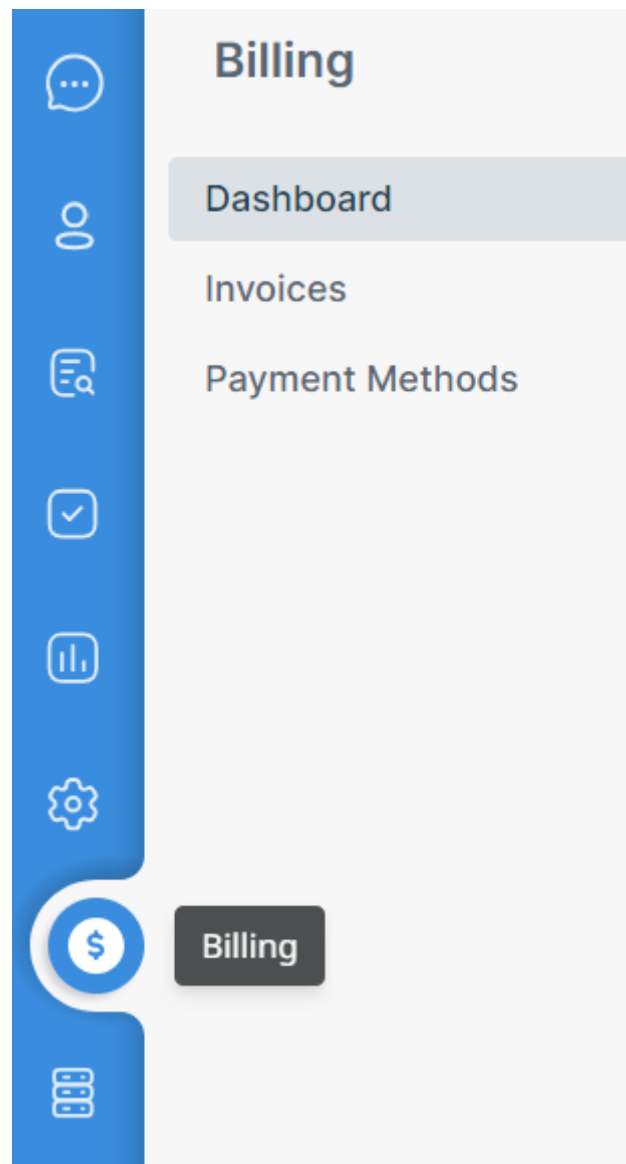 Billing
Dashboard
Invoices
Payment Methods
$
Billing